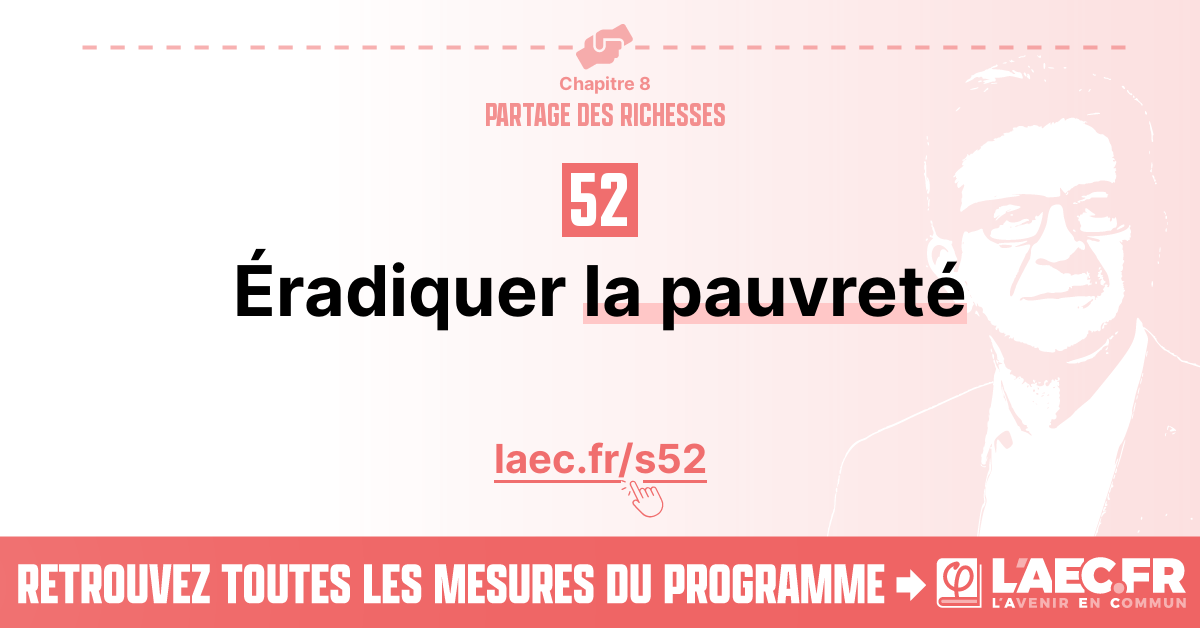 Chapitre 8
PARTAGE DES RICHESSES
52
Éradiquer la pauvreté
laec.fr/s52
RETROUVEZ TOUTES LES MESURES DU PROGRAMME
φ L'AEC.FR
L'AVENIR EN COMMUN